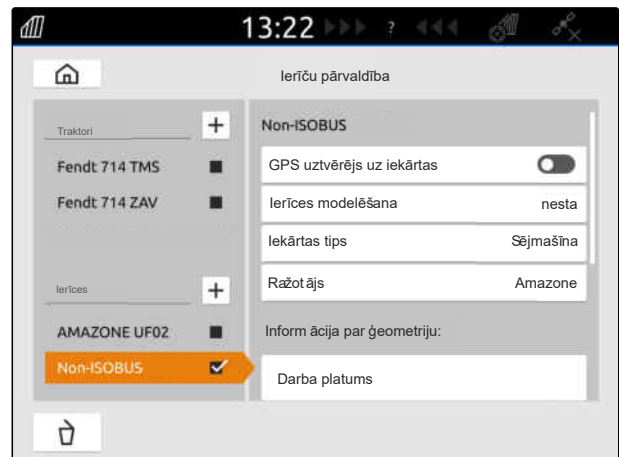 13:22 ?
Ierīču pārvaldība
Traktori
Fendt 714 TMS
Fendt 714 ZAV
Ierīces
AMAZONE UF02
Non-ISOBUS
Non-ISOBUS
GPS uztvērējs uz iekārtas
Ierīces modelēšana nesta
Iekārtas tips Sējmašīna
Ražotājs Amazone
Inform ācija par ģeometriju:
Darba platums